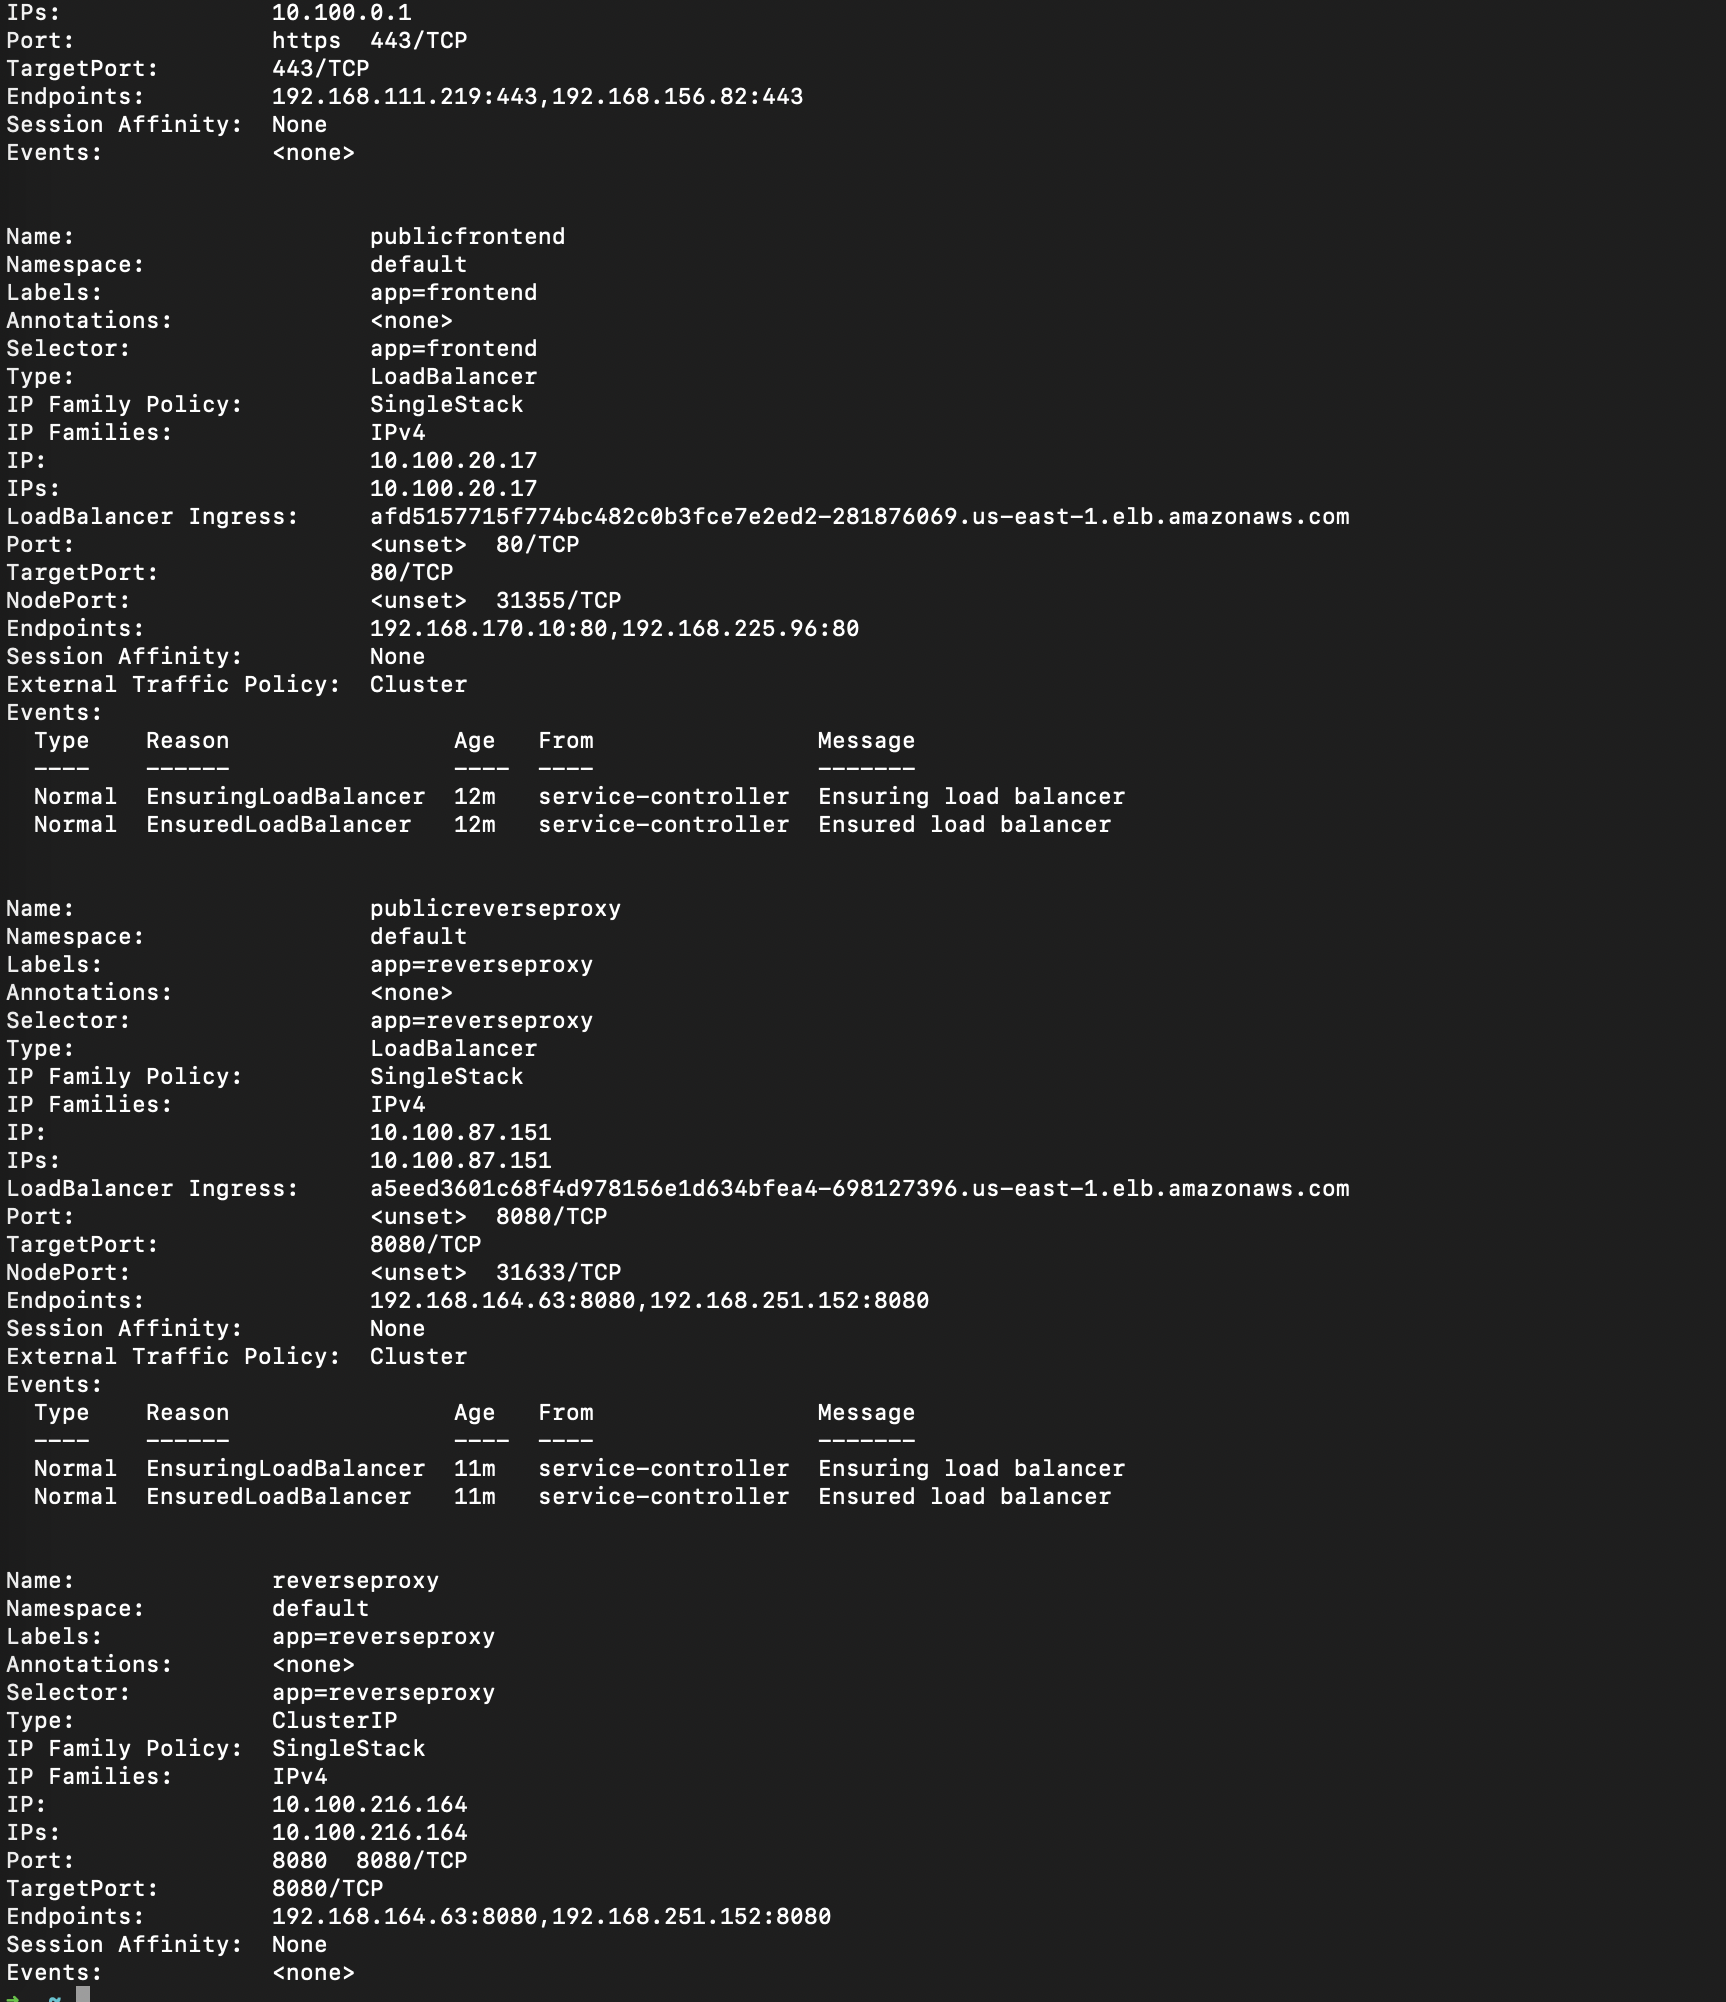 IPs:                10.100.0.1
Port:               https  443/TCP
TargetPort:         443/TCP
Endpoints:          192.168.111.219:443,192.168.156.82:443
Session Affinity:   None
Events:             <none>
Name:                     publicfrontend
Namespace:                default
Labels:                   app=frontend
Annotations:              <none>
Selector:                 app=frontend
Type:                     LoadBalancer
IP Family Policy:         SingleStack
IP Families:              IPv4
IP:                       10.100.20.17
IPs:                      10.100.20.17
LoadBalancer Ingress:     afd5157715f774bc482c0b3fce7e2ed2-281876069.us-east-1.elb.amazonaws.com
Port:                     <unset>  80/TCP
TargetPort:               80/TCP
NodePort:                 <unset>  31355/TCP
Endpoints:                192.168.170.10:80,192.168.225.96:80
Session Affinity:         None
External Traffic Policy:  Cluster
Events:
  Type    Reason                Age   From                Message
  ----    ------                ----  ----                -------
  Normal  EnsuringLoadBalancer  12m   service-controller  Ensuring load balancer
  Normal  EnsuredLoadBalancer   12m   service-controller  Ensured load balancer
Name:                     publicreverseproxy
Namespace:                default
Labels:                   app=reverseproxy
Annotations:              <none>
Selector:                 app=reverseproxy
Type:                     LoadBalancer
IP Family Policy:         SingleStack
IP Families:              IPv4
IP:                       10.100.87.151
IPs:                      10.100.87.151
LoadBalancer Ingress:     a5eed3601c68f4d978156e1d634bfea4-698127396.us-east-1.elb.amazonaws.com
Port:                     <unset>  8080/TCP
TargetPort:               8080/TCP
NodePort:                 <unset>  31633/TCP
Endpoints:                192.168.164.63:8080,192.168.251.152:8080
Session Affinity:         None
External Traffic Policy:  Cluster
Events:
  Type    Reason                Age   From                Message
  ----    ------                ----  ----                -------
  Normal  EnsuringLoadBalancer  11m   service-controller  Ensuring load balancer
  Normal  EnsuredLoadBalancer   11m   service-controller  Ensured load balancer
Name:              reverseproxy
Namespace:         default
Labels:            app=reverseproxy
Annotations:       <none>
Selector:          app=reverseproxy
Type:              ClusterIP
IP Family Policy:  SingleStack
IP Families:       IPv4
IP:                10.100.216.164
IPs:               10.100.216.164
Port:              8080  8080/TCP
TargetPort:        8080/TCP
Endpoints:         192.168.164.63:8080,192.168.251.152:8080
Session Affinity:  None
Events:            <none>
➜  ~